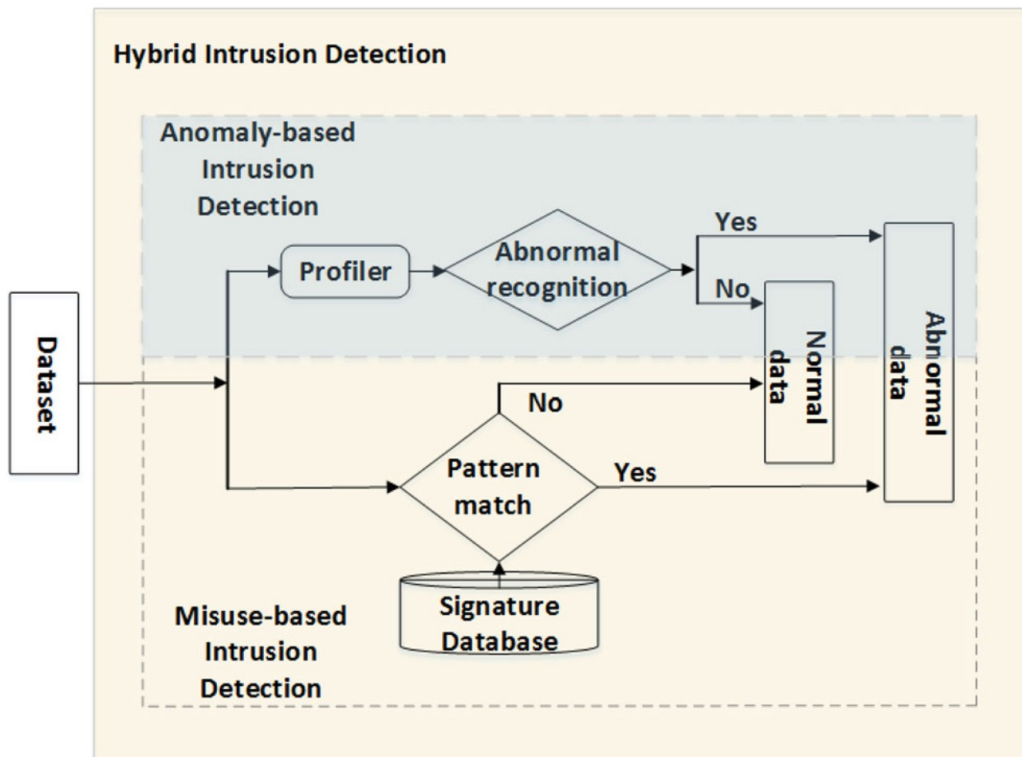 Hybrid Intrusion Detection
Anomaly-based
Intrusion
Detection
Yes
Profiler
Abnormal
recognition
No
Dataset
Normal
data
Abnormal
data
No
Pattern
match
Yes
Signature
Database
Misuse-based
Intrusion
Detection